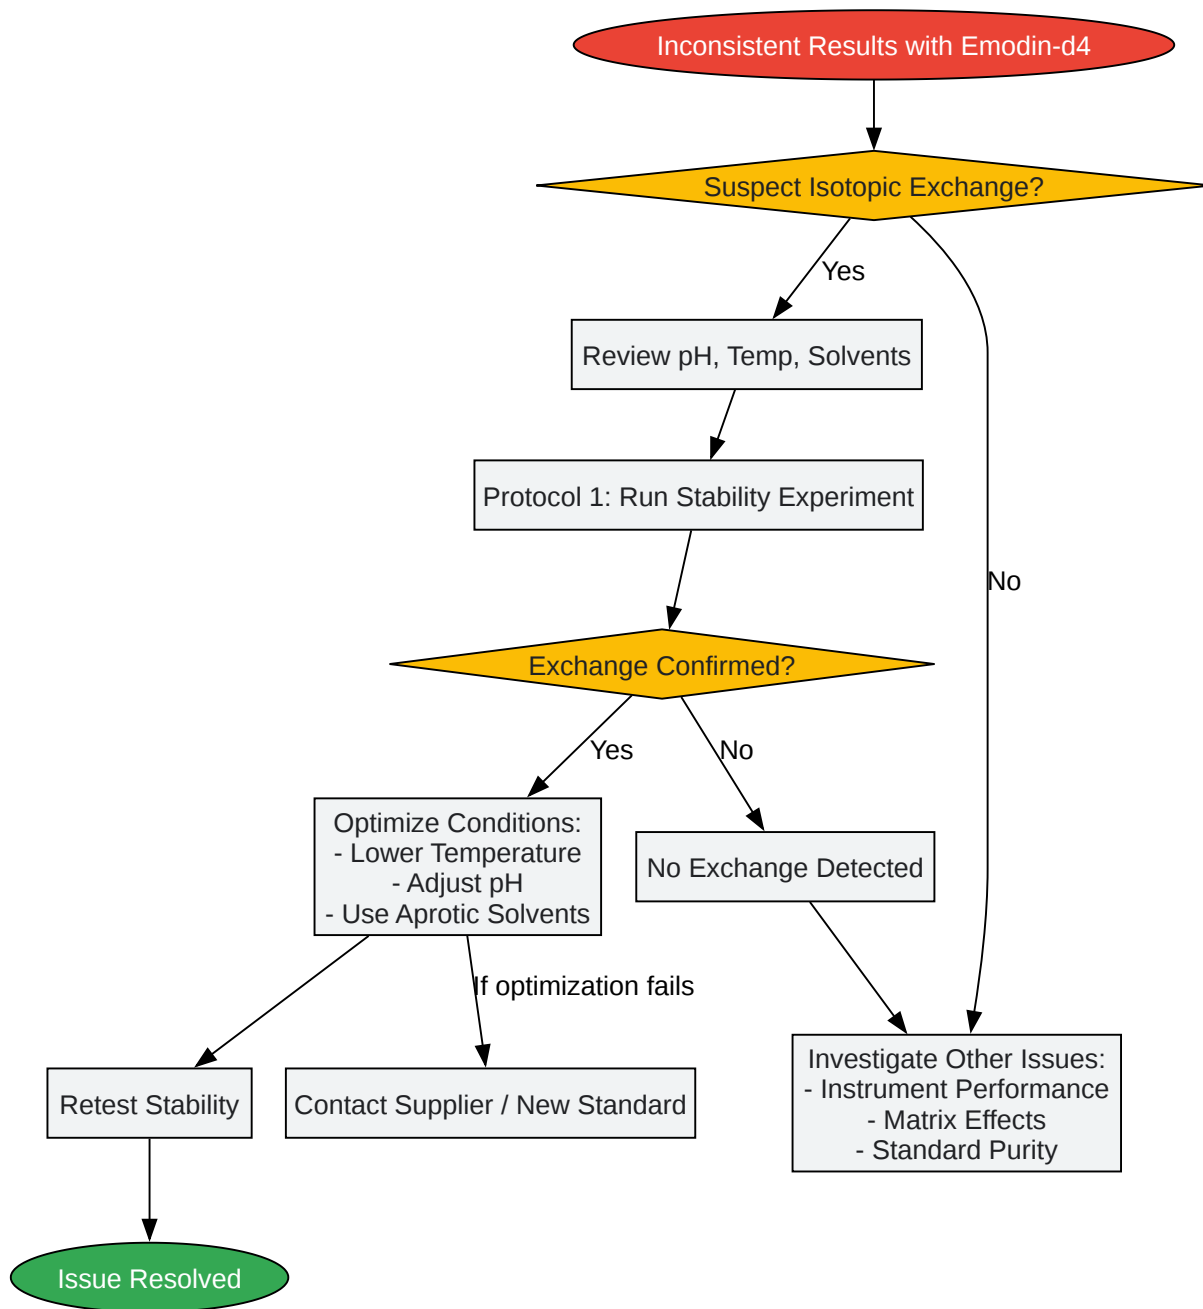 Inconsistent Results with Emodin-d4
Suspect Isotopic Exchange?
Yes
Review pH, Temp, Solvents
Protocol 1: Run Stability Experiment
No
Exchange Confirmed?
Yes
No
Optimize Conditions:
- Lower Temperature
- Adjust pH
- Use Aprotic Solvents
No Exchange Detected
If optimization fails
Investigate Other Issues:
- Instrument Performance
- Matrix Effects
- Standard Purity
Retest Stability
Contact Supplier / New Standard
Issue Resolved